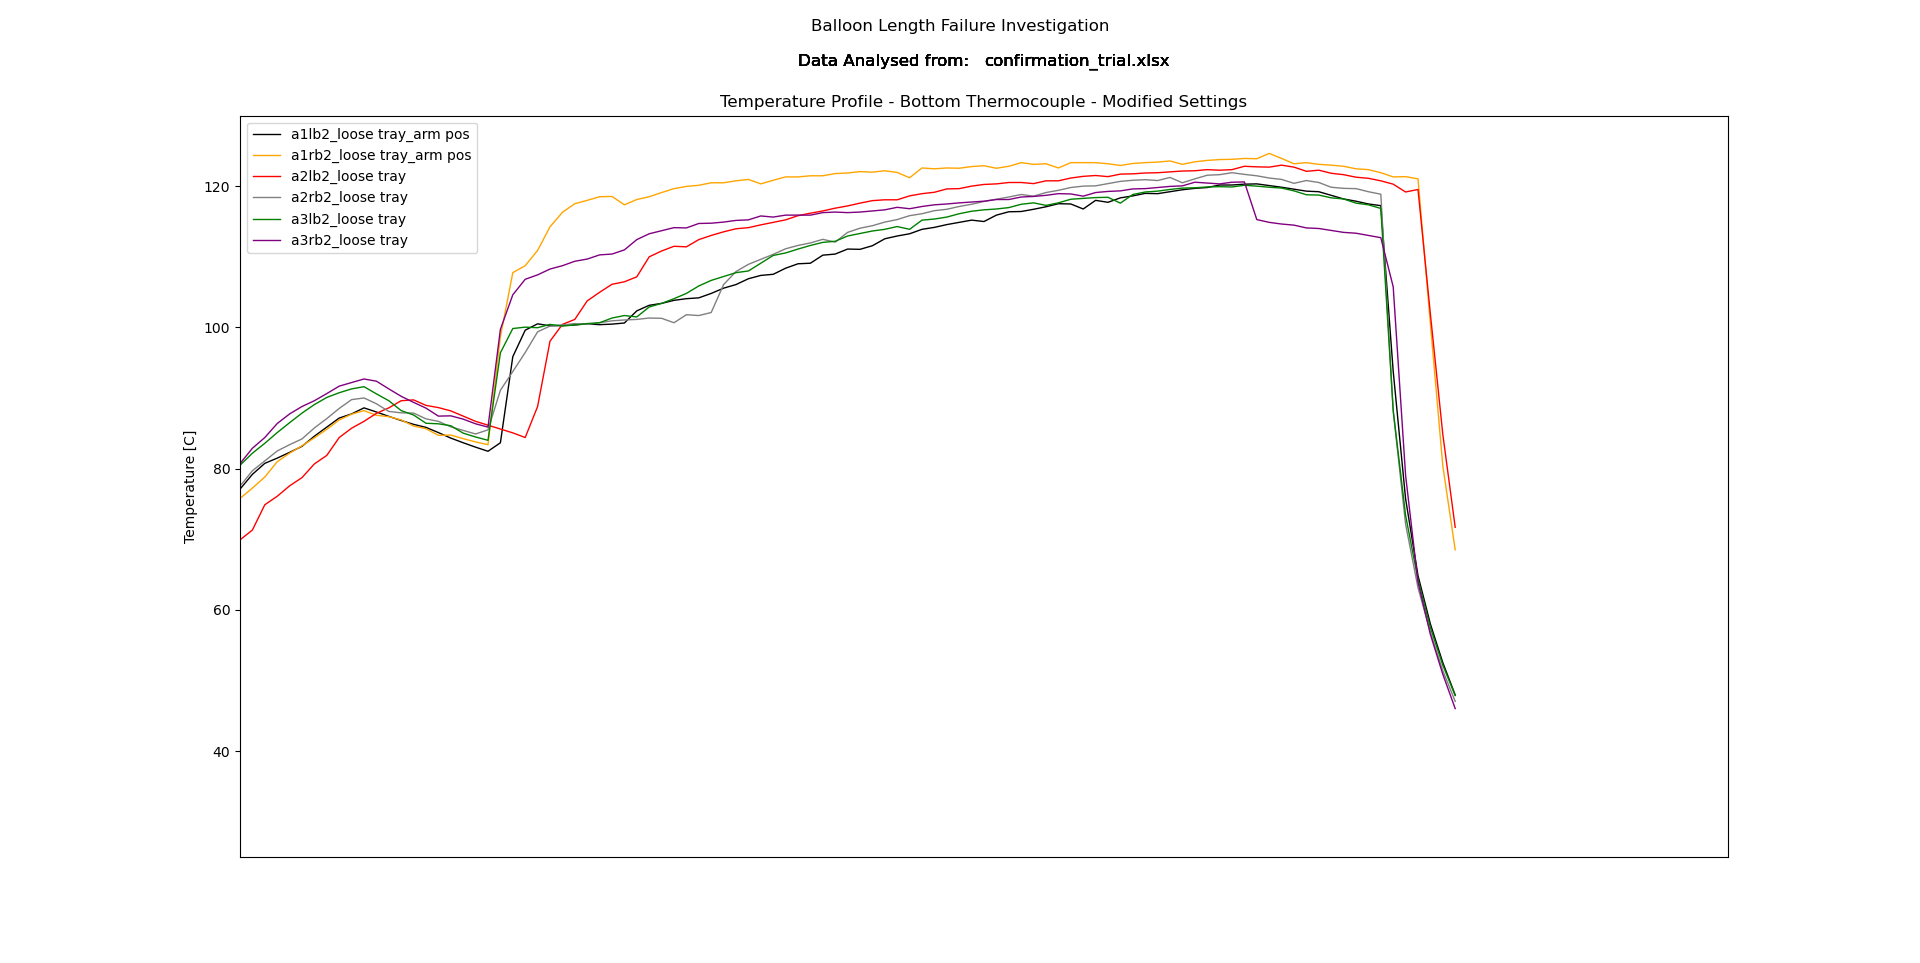 Balloon Length Failure Investigation
Data Analysed from:   confirmation_trial.xlsx
Temperature Profile - Bottom Thermocouple - Modified Settings
a1lb2_loose tray_arm pos
a1rb2_loose tray_arm pos
a2lb2_loose tray
a2rb2_loose tray
a3lb2_loose tray
a3rb2_loose tray
120
100
80
60
40
Temperature [C]